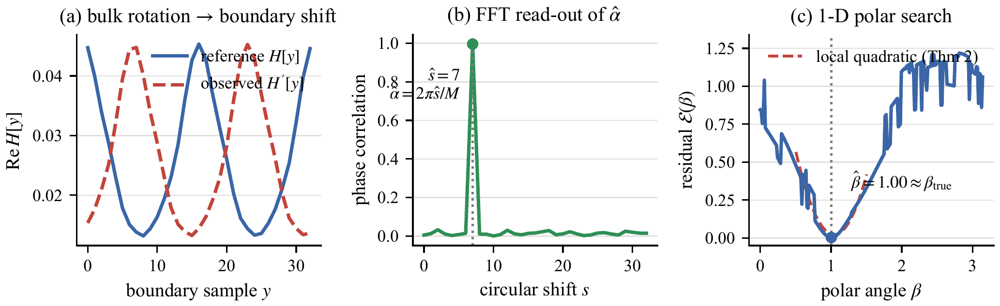 (a) bulk rotation → boundary shift
reference H[y]
observed H′[y]
0.04
0.03
0.02
Re H[y]
0 10 20 30
boundary sample y
(b) FFT read-out of α̂
1.0
0.8
0.6
0.4
0.2
0.0
ŝ = 7
α̂ = 2πŝ/M
phase correlation
0 10 20 30
circular shift s
(c) 1-D polar search
local quadratic (Thm 2)
1.25
1.00
0.75
0.50
0.25
0.00
β̂ = 1.00 ≈ βtrue
residual ℰ(β)
0 1 2 3
polar angle β